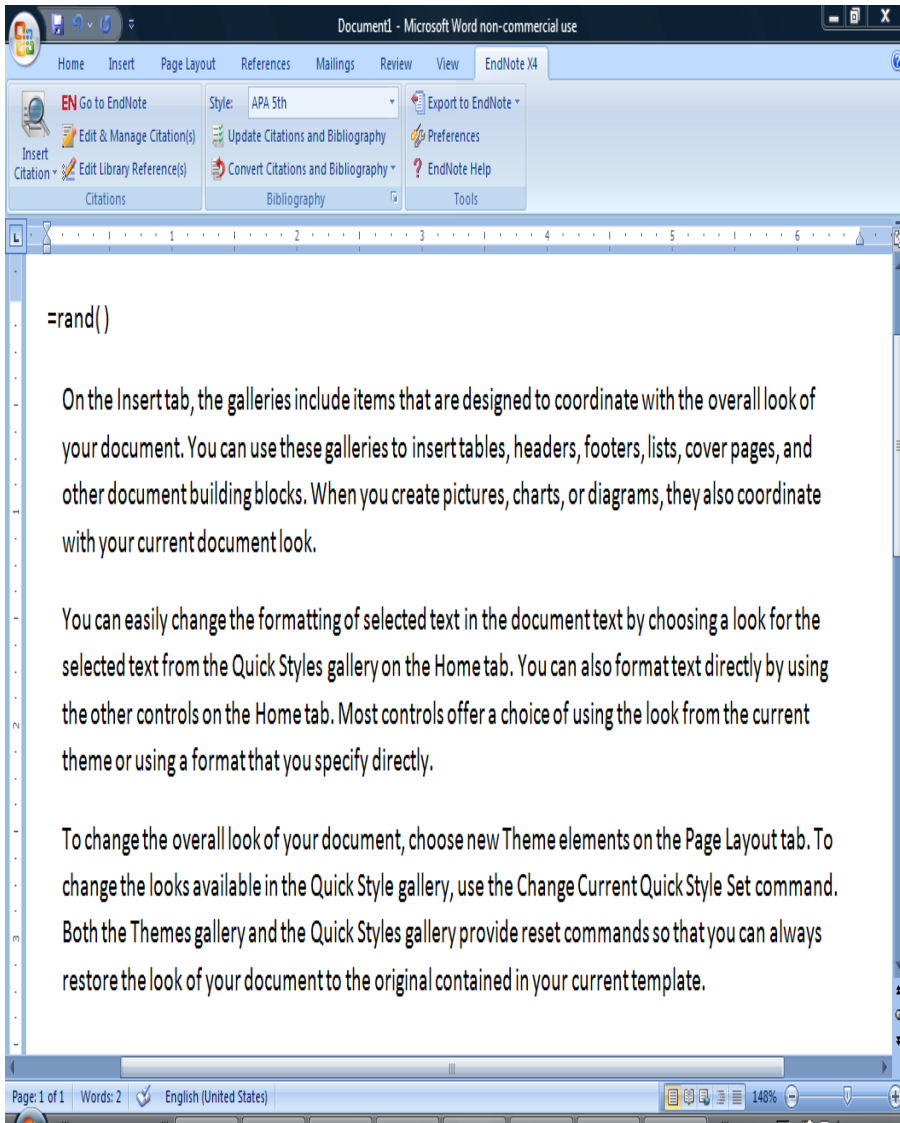 Document1 - Microsoft Word non-commercial use
Home Insert Page Layout References Mailings Review View EndNote X4
EN Go to EndNote Style: APA 5th Export to EndNote
Edit & Manage Citation(s) Update Citations and Bibliography Preferences
Insert Citation Edit Library Reference(s) Convert Citations and Bibliography ? EndNote Help
Citations Bibliography Tools
L 1 2 3 4 5 6
=rand( )
On the Insert tab, the galleries include items that are designed to coordinate with the overall look of
your document. You can use these galleries to insert tables, headers, footers, lists, cover pages, and
other document building blocks. When you create pictures, charts, or diagrams, they also coordinate
with your current document look.
You can easily change the formatting of selected text in the document text by choosing a look for the
selected text from the Quick Styles gallery on the Home tab. You can also format text directly by using
the other controls on the Home tab. Most controls offer a choice of using the look from the current
theme or using a format that you specify directly.
To change the overall look of your document, choose new Theme elements on the Page Layout tab. To
change the looks available in the Quick Style gallery, use the Change Current Quick Style Set command.
Both the Themes gallery and the Quick Styles gallery provide reset commands so that you can always
restore the look of your document to the original contained in your current template.
1
2
3
Page: 1 of 1 Words: 2 English (United States) 148%